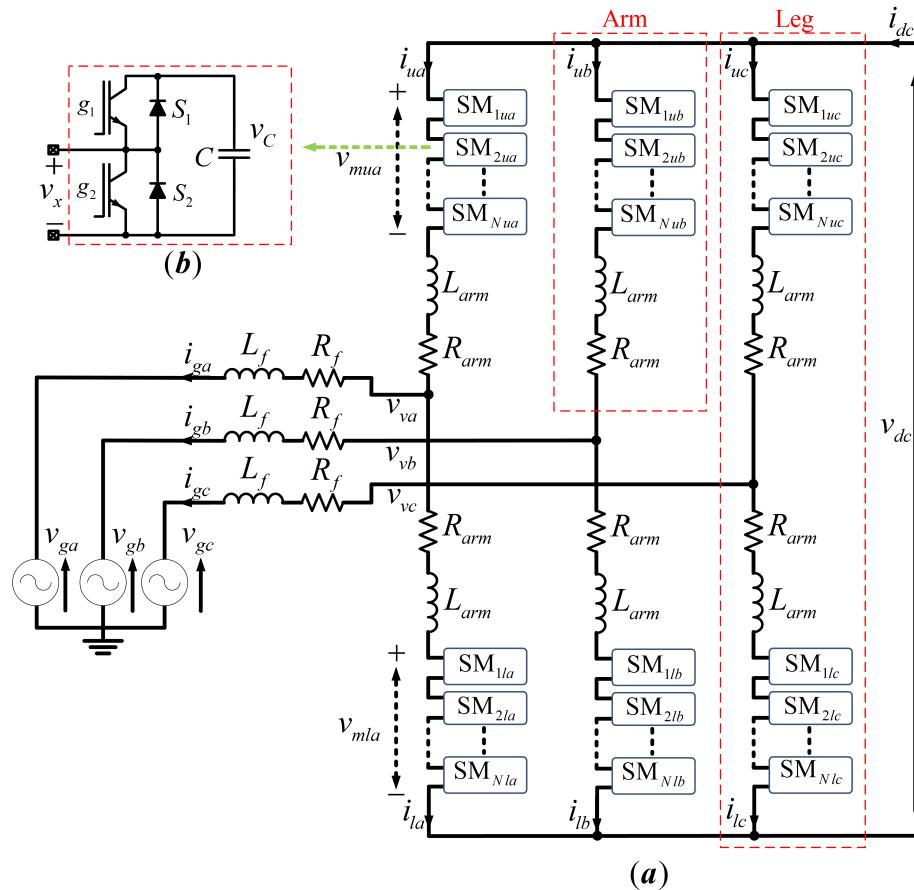 Arm Leg
i_dc
i_ua i_ub i_uc
g_1 S_1
v_C
C
+
v_x
−
g_2 S_2
(b)
+
v_mua
−
SM_1ua SM_1ub SM_1uc
SM_2ua SM_2ub SM_2uc
SM_Nua SM_Nub SM_Nuc
L_arm L_arm L_arm
R_arm R_arm R_arm
i_ga L_f R_f
v_va
i_gb L_f R_f
v_vb
i_gc L_f R_f
v_vc
v_dc
v_ga v_gb v_gc
R_arm R_arm R_arm
L_arm L_arm L_arm
+
v_mla
−
SM_1la SM_1lb SM_1lc
SM_2la SM_2lb SM_2lc
SM_Nla SM_Nlb SM_Nlc
i_la i_lb i_lc
(a)